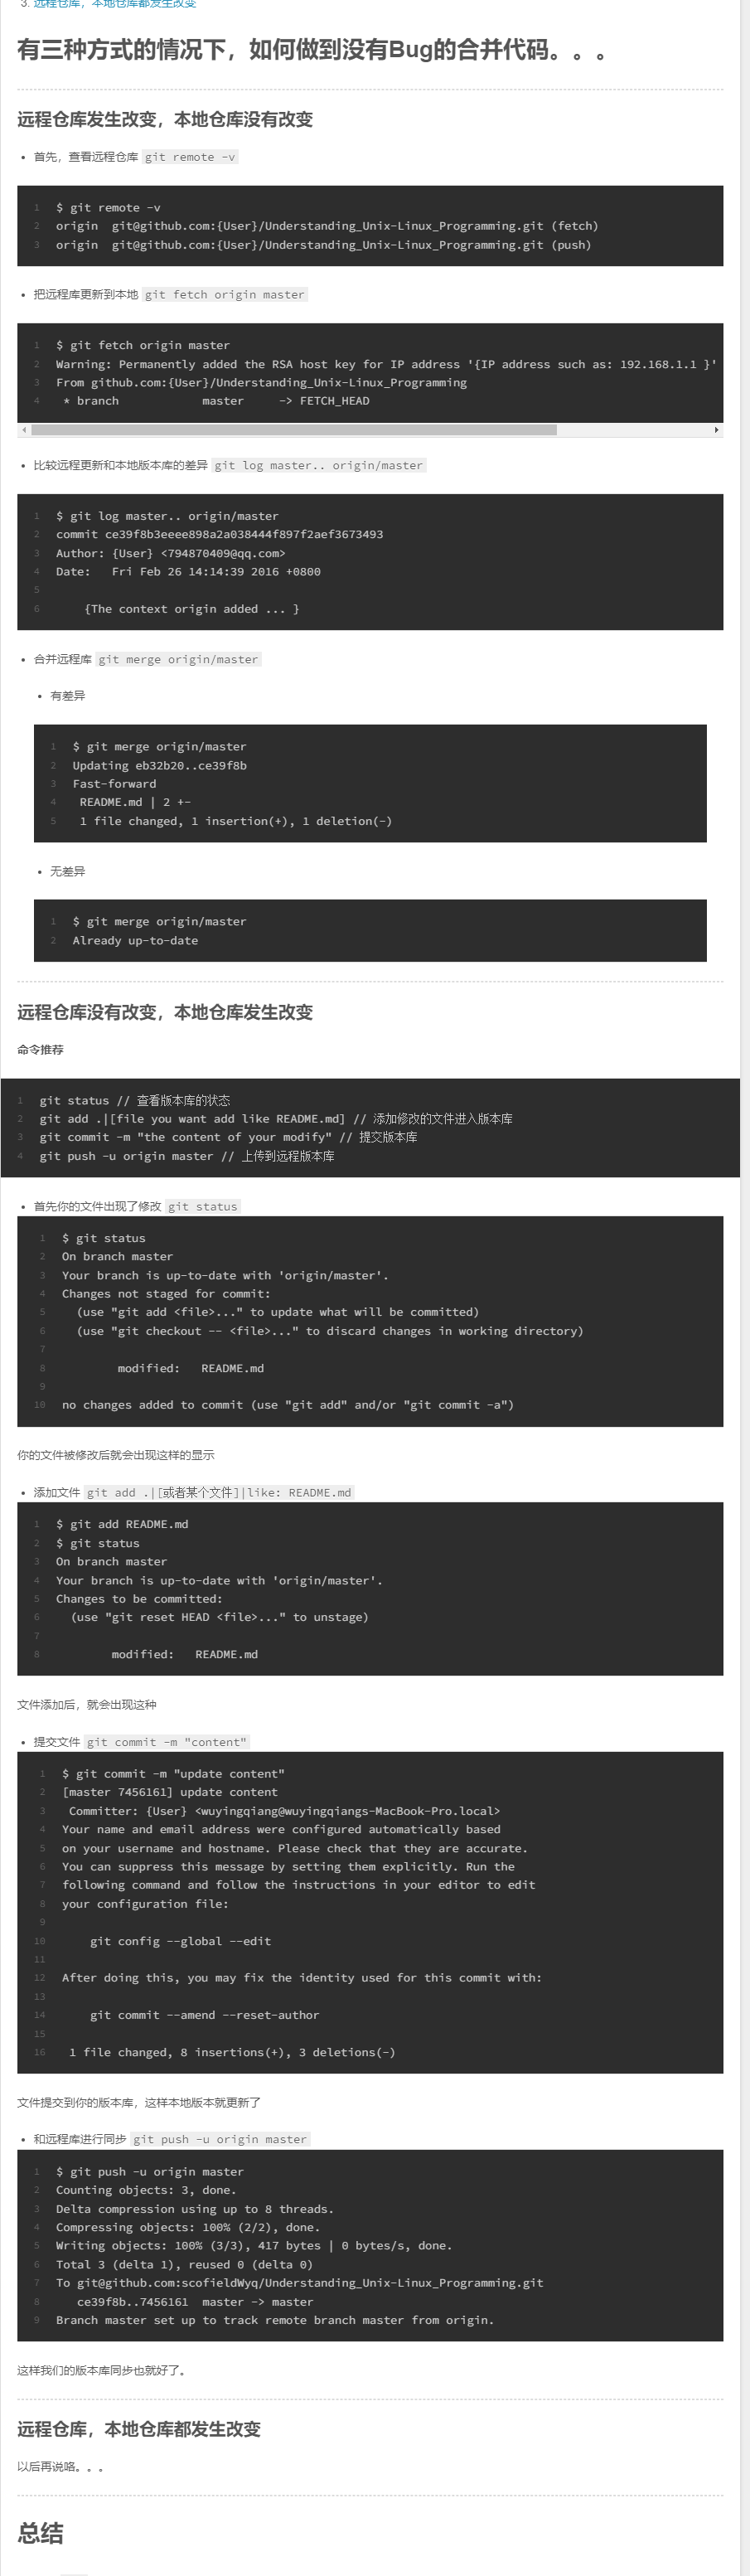 3. 远程仓库，本地仓库都发生改变
有三种方式的情况下，如何做到没有Bug的合并代码。。。
远程仓库发生改变，本地仓库没有改变
• 首先，查看远程仓库 git remote -v
1 $ git remote -v
2 origin  git@github.com:{User}/Understanding_Unix-Linux_Programming.git (fetch)
3 origin  git@github.com:{User}/Understanding_Unix-Linux_Programming.git (push)
• 把远程库更新到本地 git fetch origin master
1 $ git fetch origin master
2 Warning: Permanently added the RSA host key for IP address '{IP address such as: 192.168.1.1 }'
3 From github.com:{User}/Understanding_Unix-Linux_Programming
4  * branch            master     -> FETCH_HEAD
• 比较远程更新和本地版本库的差异 git log master.. origin/master
1 $ git log master.. origin/master
2 commit ce39f8b3eeee898a2a038444f897f2aef3673493
3 Author: {User} <794870409@qq.com>
4 Date:   Fri Feb 26 14:14:39 2016 +0800
5
6     {The context origin added ... }
• 合并远程库 git merge origin/master
• 有差异
1 $ git merge origin/master
2 Updating eb32b20..ce39f8b
3 Fast-forward
4  README.md | 2 +-
5  1 file changed, 1 insertion(+), 1 deletion(-)
• 无差异
1 $ git merge origin/master
2 Already up-to-date
远程仓库没有改变，本地仓库发生改变
命令推荐
1 git status // 查看版本库的状态
2 git add .|[file you want add like README.md] // 添加修改的文件进入版本库
3 git commit -m "the content of your modify" // 提交版本库
4 git push -u origin master // 上传到远程版本库
• 首先你的文件出现了修改 git status
1 $ git status
2 On branch master
3 Your branch is up-to-date with 'origin/master'.
4 Changes not staged for commit:
5   (use "git add <file>..." to update what will be committed)
6   (use "git checkout -- <file>..." to discard changes in working directory)
7
8         modified:   README.md
9
10 no changes added to commit (use "git add" and/or "git commit -a")
你的文件被修改后就会出现这样的显示
• 添加文件 git add .|[或者某个文件]|like: README.md
1 $ git add README.md
2 $ git status
3 On branch master
4 Your branch is up-to-date with 'origin/master'.
5 Changes to be committed:
6   (use "git reset HEAD <file>..." to unstage)
7
8         modified:   README.md
文件添加后，就会出现这种
• 提交文件 git commit -m "content"
1 $ git commit -m "update content"
2 [master 7456161] update content
3  Committer: {User} <wuyingqiang@wuyingqiangs-MacBook-Pro.local>
4 Your name and email address were configured automatically based
5 on your username and hostname. Please check that they are accurate.
6 You can suppress this message by setting them explicitly. Run the
7 following command and follow the instructions in your editor to edit
8 your configuration file:
9
10     git config --global --edit
11
12 After doing this, you may fix the identity used for this commit with:
13
14     git commit --amend --reset-author
15
16  1 file changed, 8 insertions(+), 3 deletions(-)
文件提交到你的版本库，这样本地版本就更新了
• 和远程库进行同步 git push -u origin master
1 $ git push -u origin master
2 Counting objects: 3, done.
3 Delta compression using up to 8 threads.
4 Compressing objects: 100% (2/2), done.
5 Writing objects: 100% (3/3), 417 bytes | 0 bytes/s, done.
6 Total 3 (delta 1), reused 0 (delta 0)
7 To git@github.com:scofieldWyq/Understanding_Unix-Linux_Programming.git
8    ce39f8b..7456161  master -> master
9 Branch master set up to track remote branch master from origin.
这样我们的版本库同步也就好了。
远程仓库，本地仓库都发生改变
以后再说咯。。。
总结